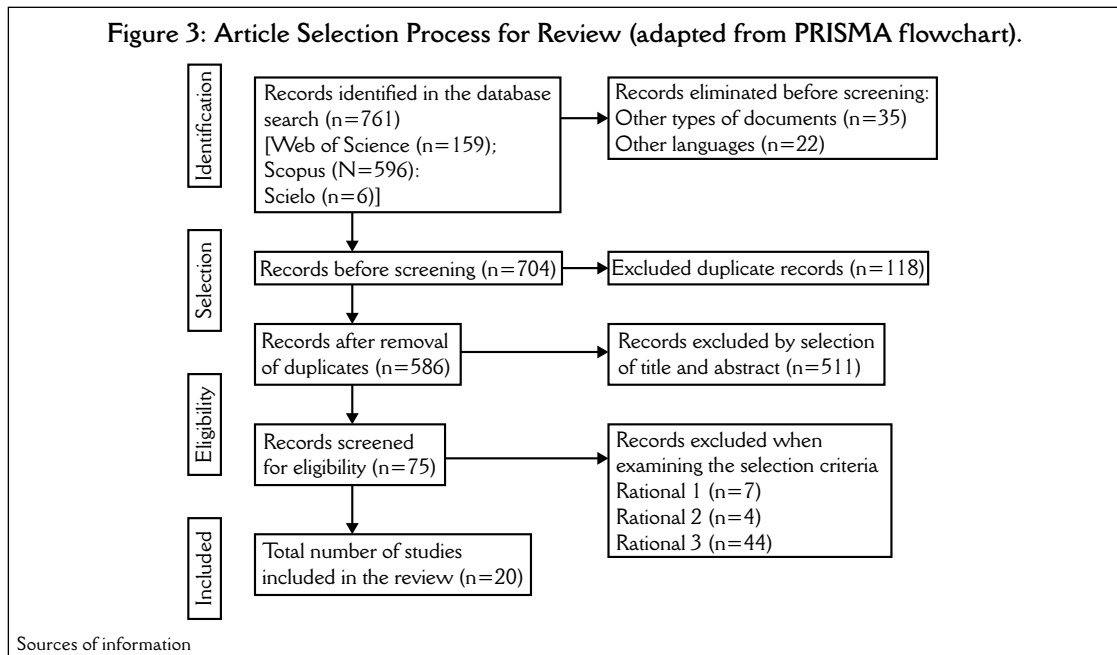 Figure 3: Article Selection Process for Review (adapted from PRISMA flowchart).
Identification
Records identified in the database
search (n=761)
[Web of Science (n=159);
Scopus (N=596):
Scielo (n=6)]
Records eliminated before screening:
Other types of documents (n=35)
Other languages (n=22)
Selection
Records before screening (n=704)
Excluded duplicate records (n=118)
Records after removal
of duplicates (n=586)
Records excluded by selection
of title and abstract (n=511)
Eligibility
Records screened
for eligibility (n=75)
Records excluded when
examining the selection criteria
Rational 1 (n=7)
Rational 2 (n=4)
Rational 3 (n=44)
Included
Total number of studies
included in the review (n=20)
Sources of information